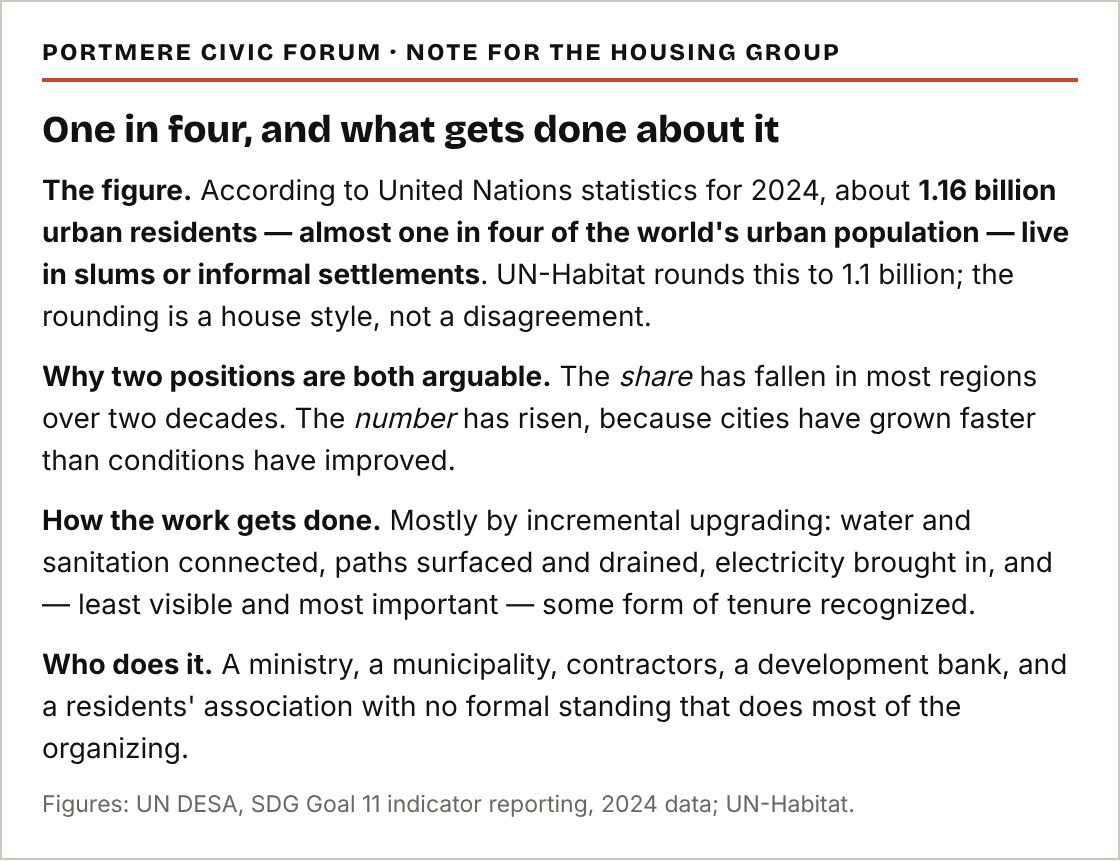 PORTMERE CIVIC FORUM · NOTE FOR THE HOUSING GROUP
One in four, and what gets done about it
The figure. According to United Nations statistics for 2024, about 1.16 billion
urban residents — almost one in four of the world's urban population — live
in slums or informal settlements. UN-Habitat rounds this to 1.1 billion; the
rounding is a house style, not a disagreement.
Why two positions are both arguable. The share has fallen in most regions
over two decades. The number has risen, because cities have grown faster
than conditions have improved.
How the work gets done. Mostly by incremental upgrading: water and
sanitation connected, paths surfaced and drained, electricity brought in, and
— least visible and most important — some form of tenure recognized.
Who does it. A ministry, a municipality, contractors, a development bank, and
a residents' association with no formal standing that does most of the
organizing.
Figures: UN DESA, SDG Goal 11 indicator reporting, 2024 data; UN-Habitat.